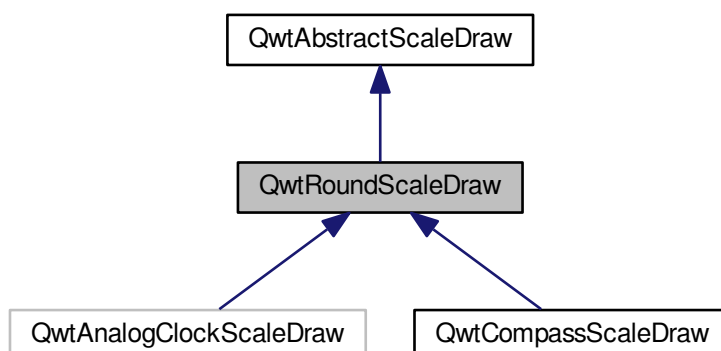 QwtAbstractScaleDraw
QwtRoundScaleDraw
QwtAnalogClockScaleDraw
QwtCompassScaleDraw